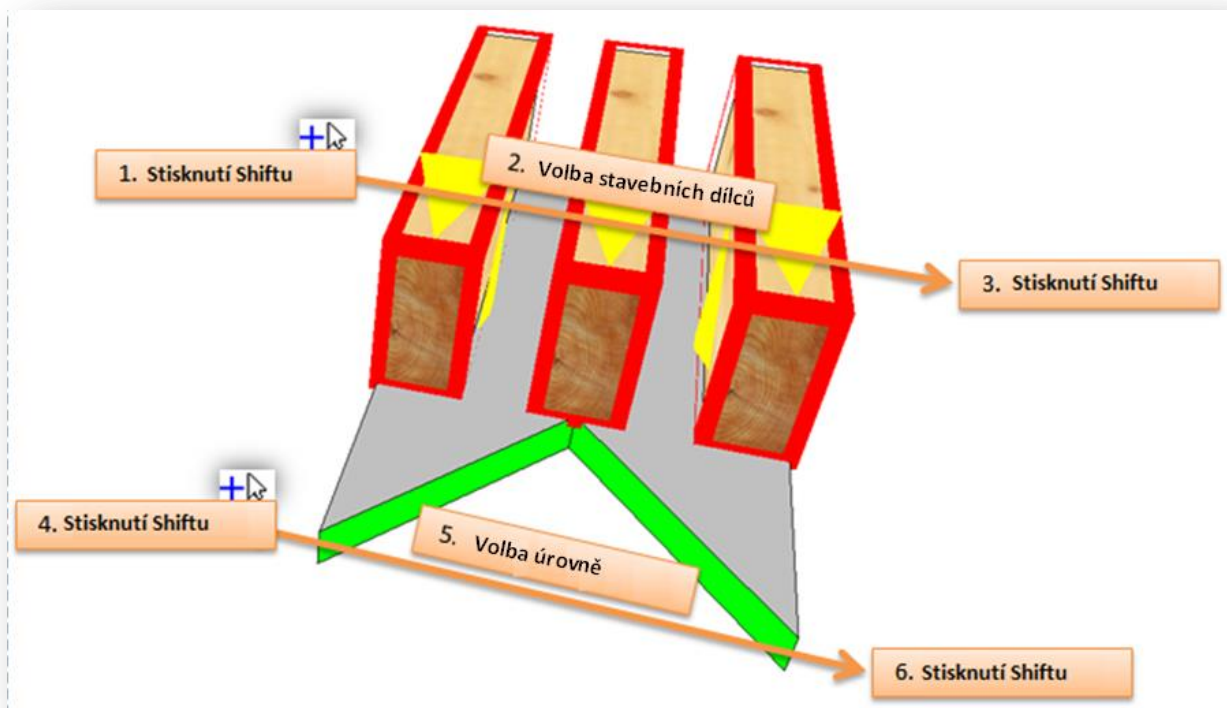 1. Stisknutí Shiftu
2. Volba stavebních dílců
3. Stisknutí Shiftu
4. Stisknutí Shiftu
5. Volba úrovně
6. Stisknutí Shiftu